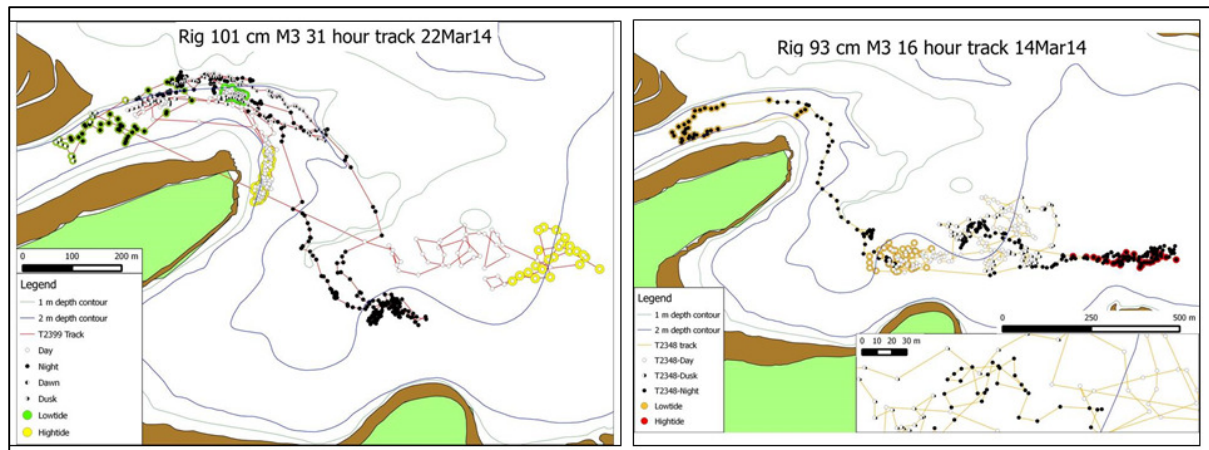 Rig 101 cm M3 31 hour track 22Mar14
0 100 200 m
Legend
1 m depth contour
2 m depth contour
T2399 Track
Day
Night
Dawn
Dusk
Lowtide
Hightide
Rig 93 cm M3 16 hour track 14Mar14
Legend
1 m depth contour
2 m depth contour
T2348 track
T2348-Day
T2348-Dusk
T2348-Night
Lowtide
Hightide
0 250 500 m
0 10 20 30 m